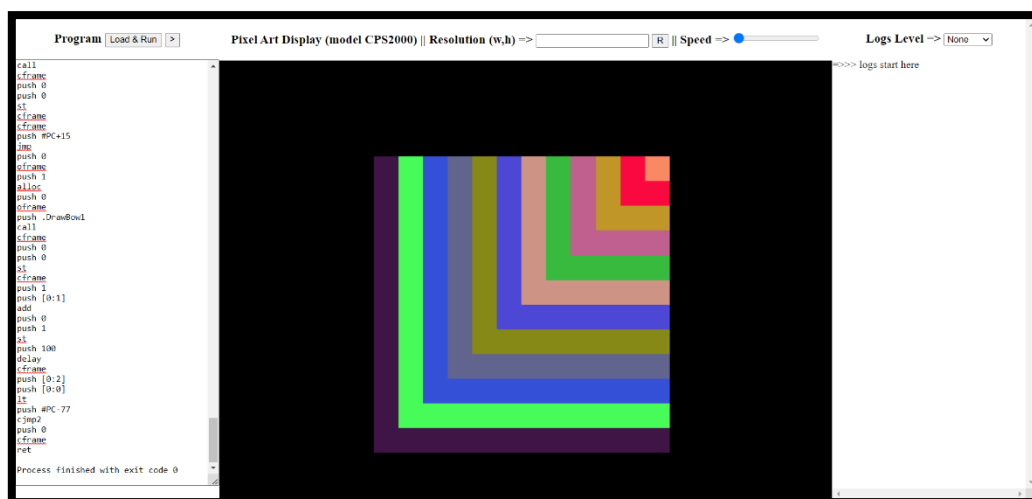 Program Load & Run > Pixel Art Display (model CPS2000) || Resolution (w,h) => R || Speed => Logs Level => None
call
cframe
push 0
push 0
st
cframe
cframe
push #PC+15
jmp
push 0
oframe
push 1
alloc
push 0
oframe
push .DrawBow1
call
cframe
push 0
push 0
st
cframe
push 1
push [0:1]
add
push 0
push 1
st
push 100
delay
cframe
push [0:2]
push [0:0]
lt
push #PC-77
cjmp2
push 0
cframe
ret
Process finished with exit code 0
=>>> logs start here